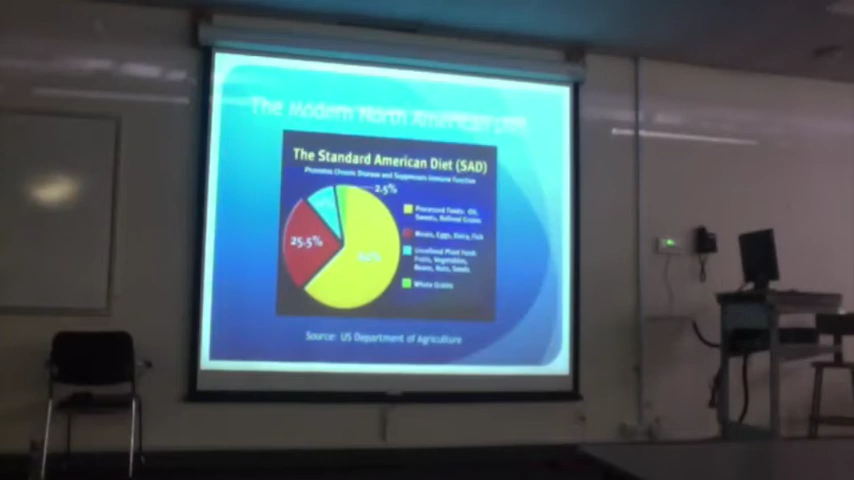 The Modern North American Diet
The Standard American Diet (SAD)
Promotes Chronic Disease and Suppresses Immune Function
2.5%
25.5%
Processed Foods: Oil,
Sweets, Refined Grains
Meats, Eggs, Dairy, Fish
Unrefined Plant Food:
Fruits, Vegetables,
Beans, Nuts, Seeds
Whole Grains
Source: US Department of Agriculture